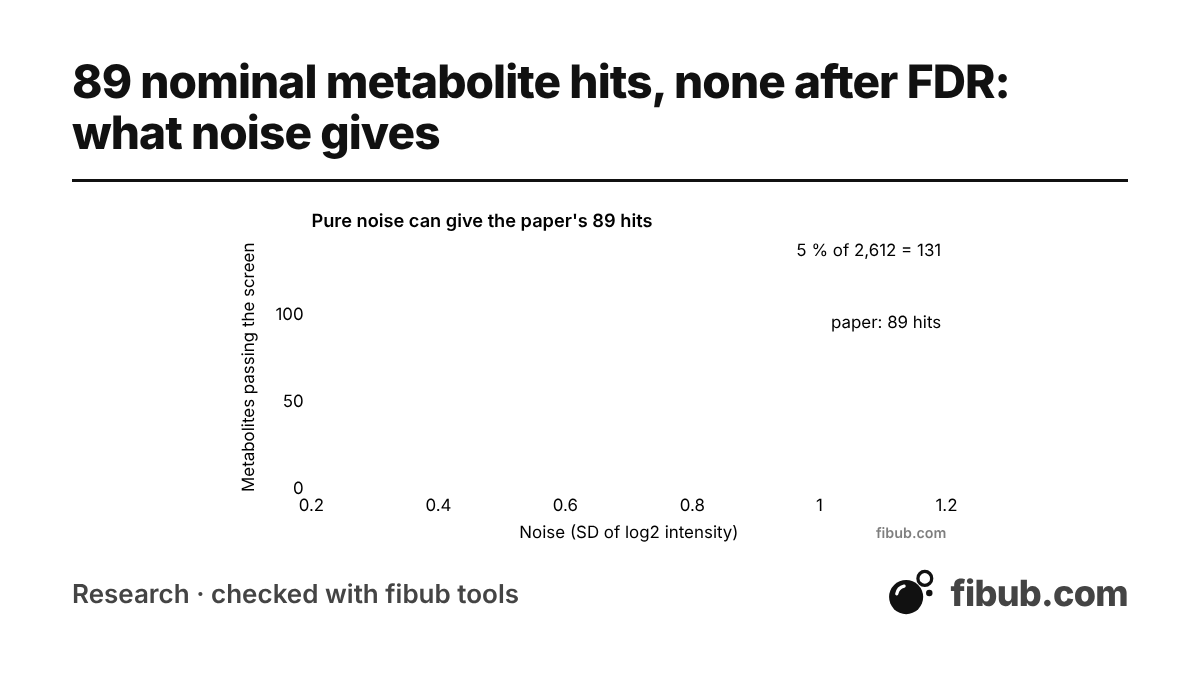 89 nominal metabolite hits, none after FDR:
what noise gives
Pure noise can give the paper's 89 hits
5 % of 2,612 = 131
paper: 89 hits
Metabolites passing the screen
100
50
0
0.2 0.4 0.6 0.8 1 1.2
Noise (SD of log2 intensity)
fibub.com
Research · checked with fibub tools
fibub.com